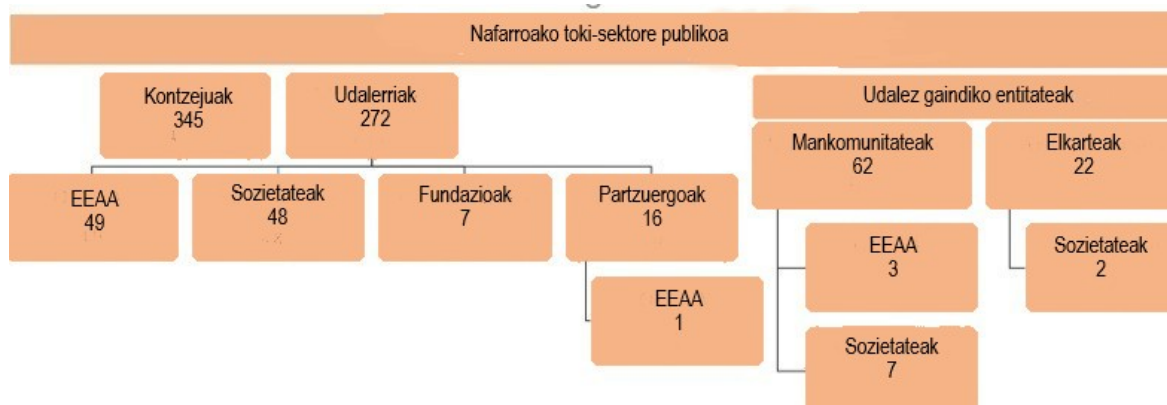 Nafarroako toki-sektore publikoa
Kontzejuak
345
Udalerriak
272
Udalez gaindiko entitateak
Mankomunitateak
62
Elkarteak
22
EEAA
49
Sozietateak
48
Fundazioak
7
Partzuergoak
16
EEAA
3
Sozietateak
2
EEAA
1
Sozietateak
7